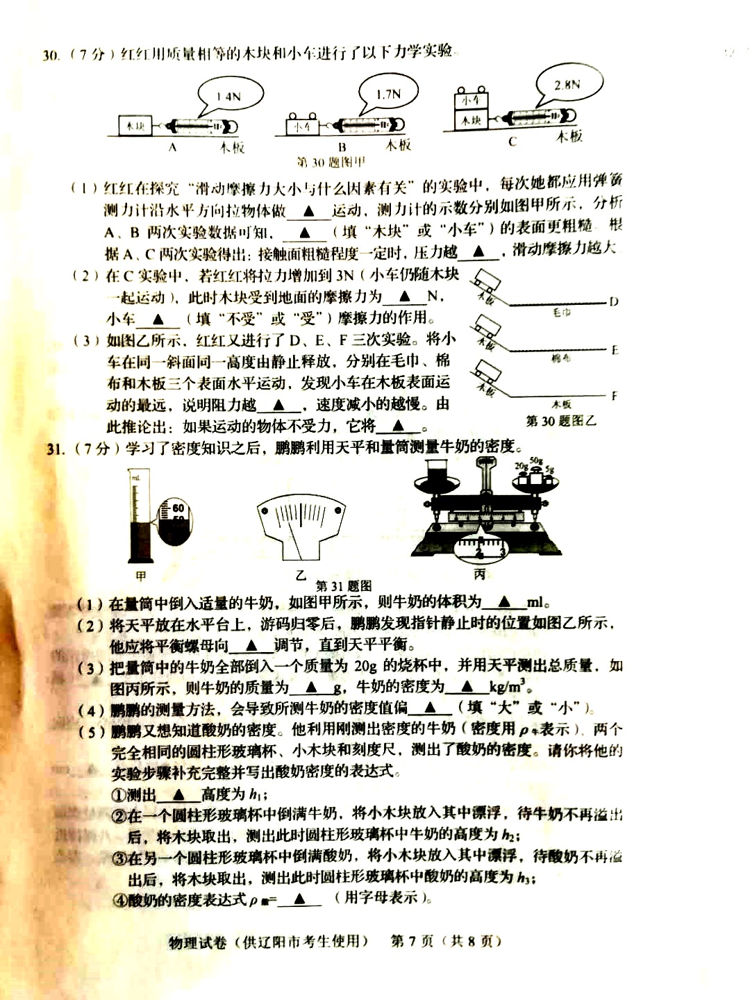 30.（7分）红红用质量相等的木块和小车进行了以下力学实验。
1.4N
1.7N
2.8N
木块
小车
小车
木块
A 木板
B 木板
C 木板
第30题图甲
（1）红红在探究“滑动摩擦力大小与什么因素有关”的实验中，每次她都应用弹簧
测力计沿水平方向拉物体做▲运动，测力计的示数分别如图甲所示，分析
A、B 两次实验数据可知，▲（填“木块”或“小车”）的表面更粗糙 根
据A、C两次实验得出：接触面粗糙程度一定时，压力越▲，滑动摩擦力越大
（2）在C实验中，若红红将拉力增加到3N（小车仍随木块
一起运动），此时木块受到地面的摩擦力为▲N，
小车▲（填“不受”或“受”）摩擦力的作用。
（3）如图乙所示，红红又进行了D、E、F三次实验。将小
车在同一斜面同一高度由静止释放，分别在毛巾、棉
布和木板三个表面水平运动，发现小车在木板表面运
动的最远，说明阻力越▲，速度减小的越慢。由
此推论出：如果运动的物体不受力，它将▲。
木板 毛巾 D
木板 棉布 E
木板 木板 F
第30题图乙
31.（7分）学习了密度知识之后，鹏鹏利用天平和量筒测量牛奶的密度。
mL
60
50
20g 50g 5g
2 3
甲
乙
丙
第31题图
（1）在量筒中倒入适量的牛奶，如图甲所示，则牛奶的体积为▲ml。
（2）将天平放在水平台上，游码归零后，鹏鹏发现指针静止时的位置如图乙所示，
他应将平衡螺母向▲调节，直到天平平衡。
（3）把量筒中的牛奶全部倒入一个质量为 20g 的烧杯中，并用天平测出总质量，如
图丙所示，则牛奶的质量为▲g，牛奶的密度为▲kg/m³。
（4）鹏鹏的测量方法，会导致所测牛奶的密度值偏▲（填“大”或“小”）。
（5）鹏鹏又想知道酸奶的密度。他利用刚测出密度的牛奶（密度用ρ牛表示）、两个
完全相同的圆柱形玻璃杯、小木块和刻度尺，测出了酸奶的密度。请你将他的
实验步骤补充完整并写出酸奶密度的表达式。
①测出▲高度为h₁；
②在一个圆柱形玻璃杯中倒满牛奶，将小木块放入其中漂浮，待牛奶不再溢出
后，将木块取出，测出此时圆柱形玻璃杯中牛奶的高度为h₂；
③在另一个圆柱形玻璃杯中倒满酸奶，将小木块放入其中漂浮，待酸奶不再溢
出后，将木块取出，测出此时圆柱形玻璃杯中酸奶的高度为h₃；
④酸奶的密度表达式ρ酸=▲（用字母表示）。
物理试卷（供辽阳市考生使用） 第7页（共8页）